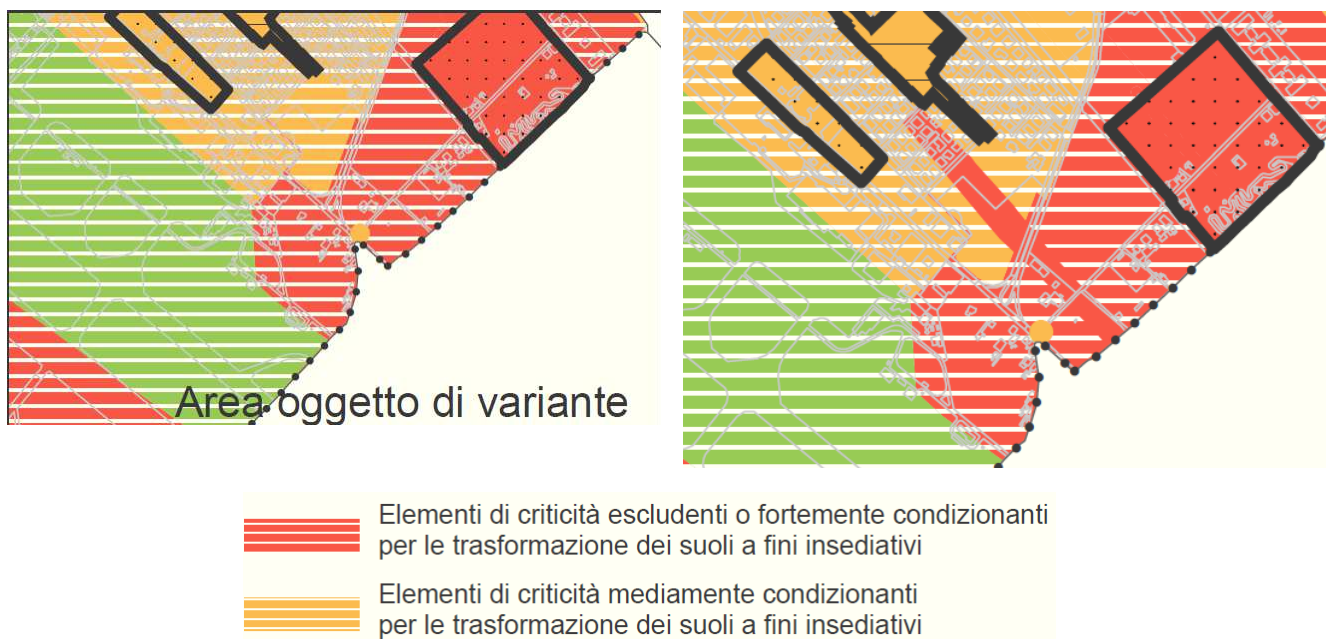 Area oggetto di variante
Elementi di criticità escludenti o fortemente condizionanti
per le trasformazione dei suoli a fini insediativi
Elementi di criticità mediamente condizionanti
per le trasformazione dei suoli a fini insediativi